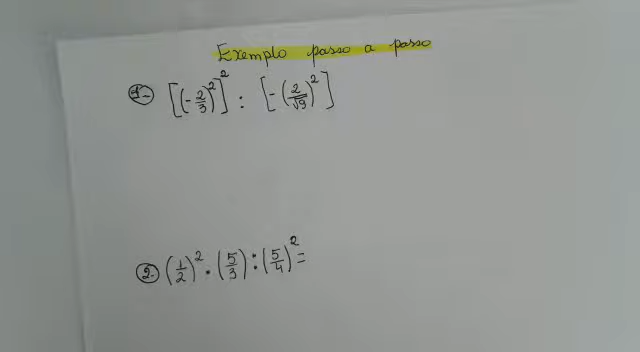 Exemplo passo a passo
1- [(-2/3)²]² : [-(2/√9)²]
2- (1/2)² · (5/3) : (5/4)² =